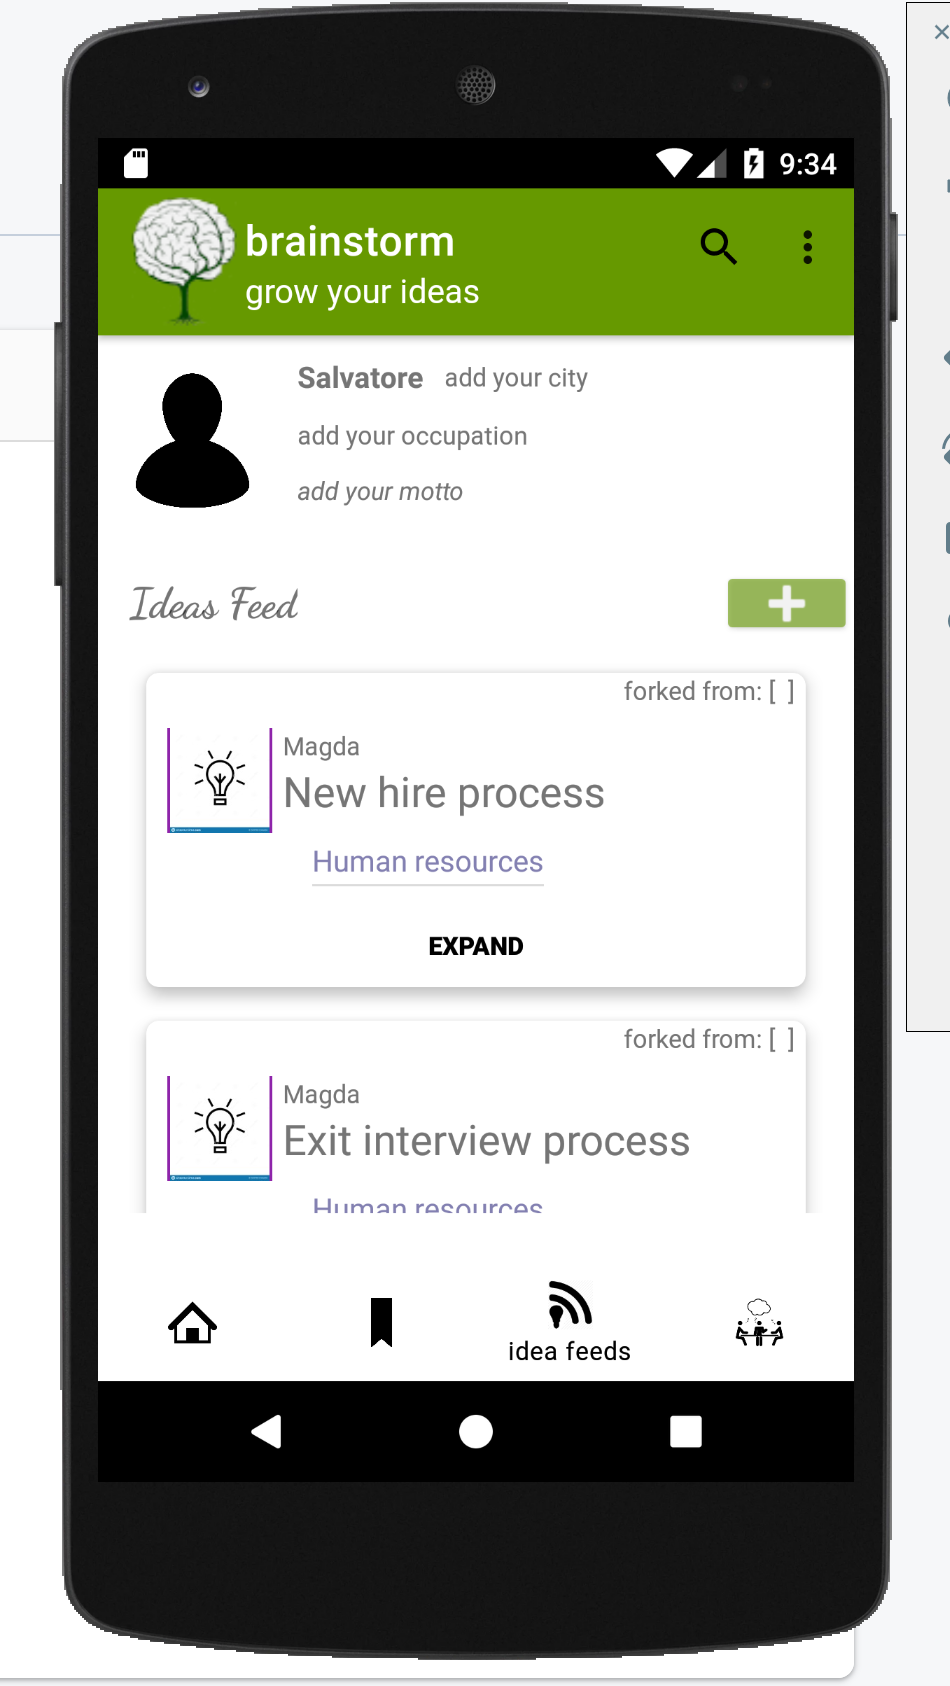 9:34
brainstorm
grow your ideas
Salvatore add your city
add your occupation
add your motto
Ideas Feed
forked from: [ ]
Magda
New hire process
Human resources
EXPAND
forked from: [ ]
Magda
Exit interview process
Human resources
idea feeds